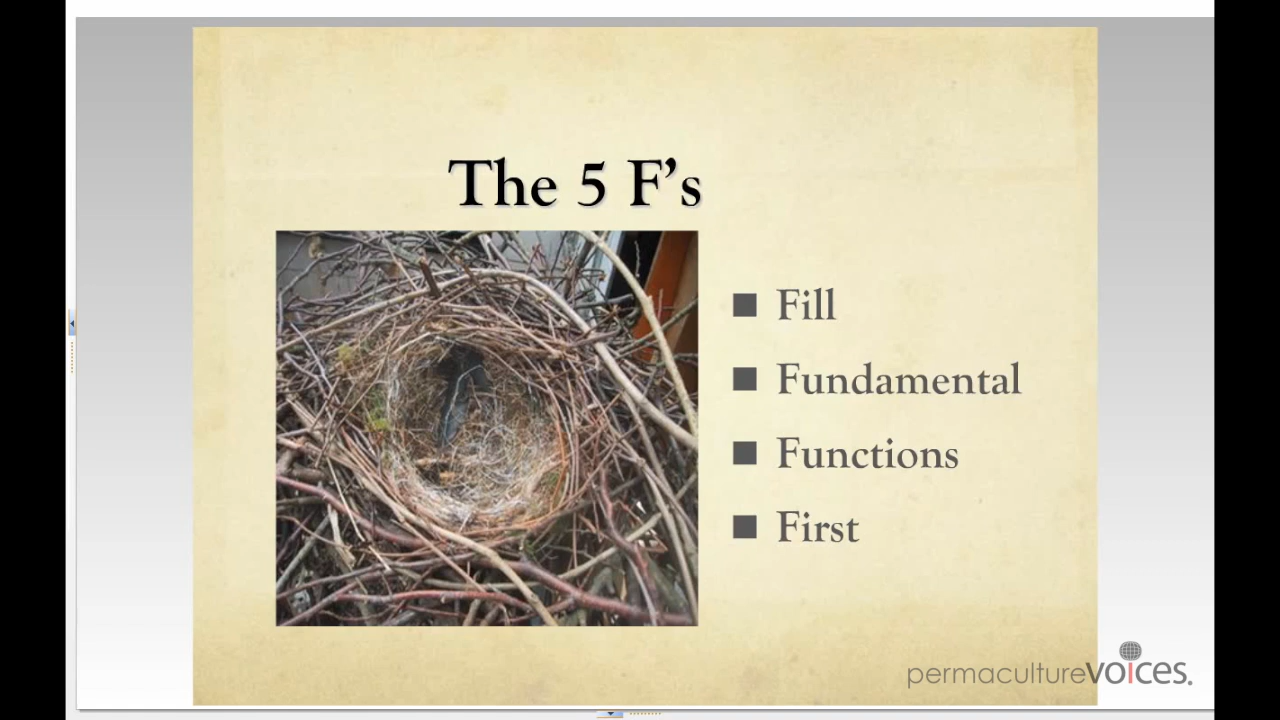 The 5 F's
Fill
Fundamental
Functions
First
permaculturevoices.